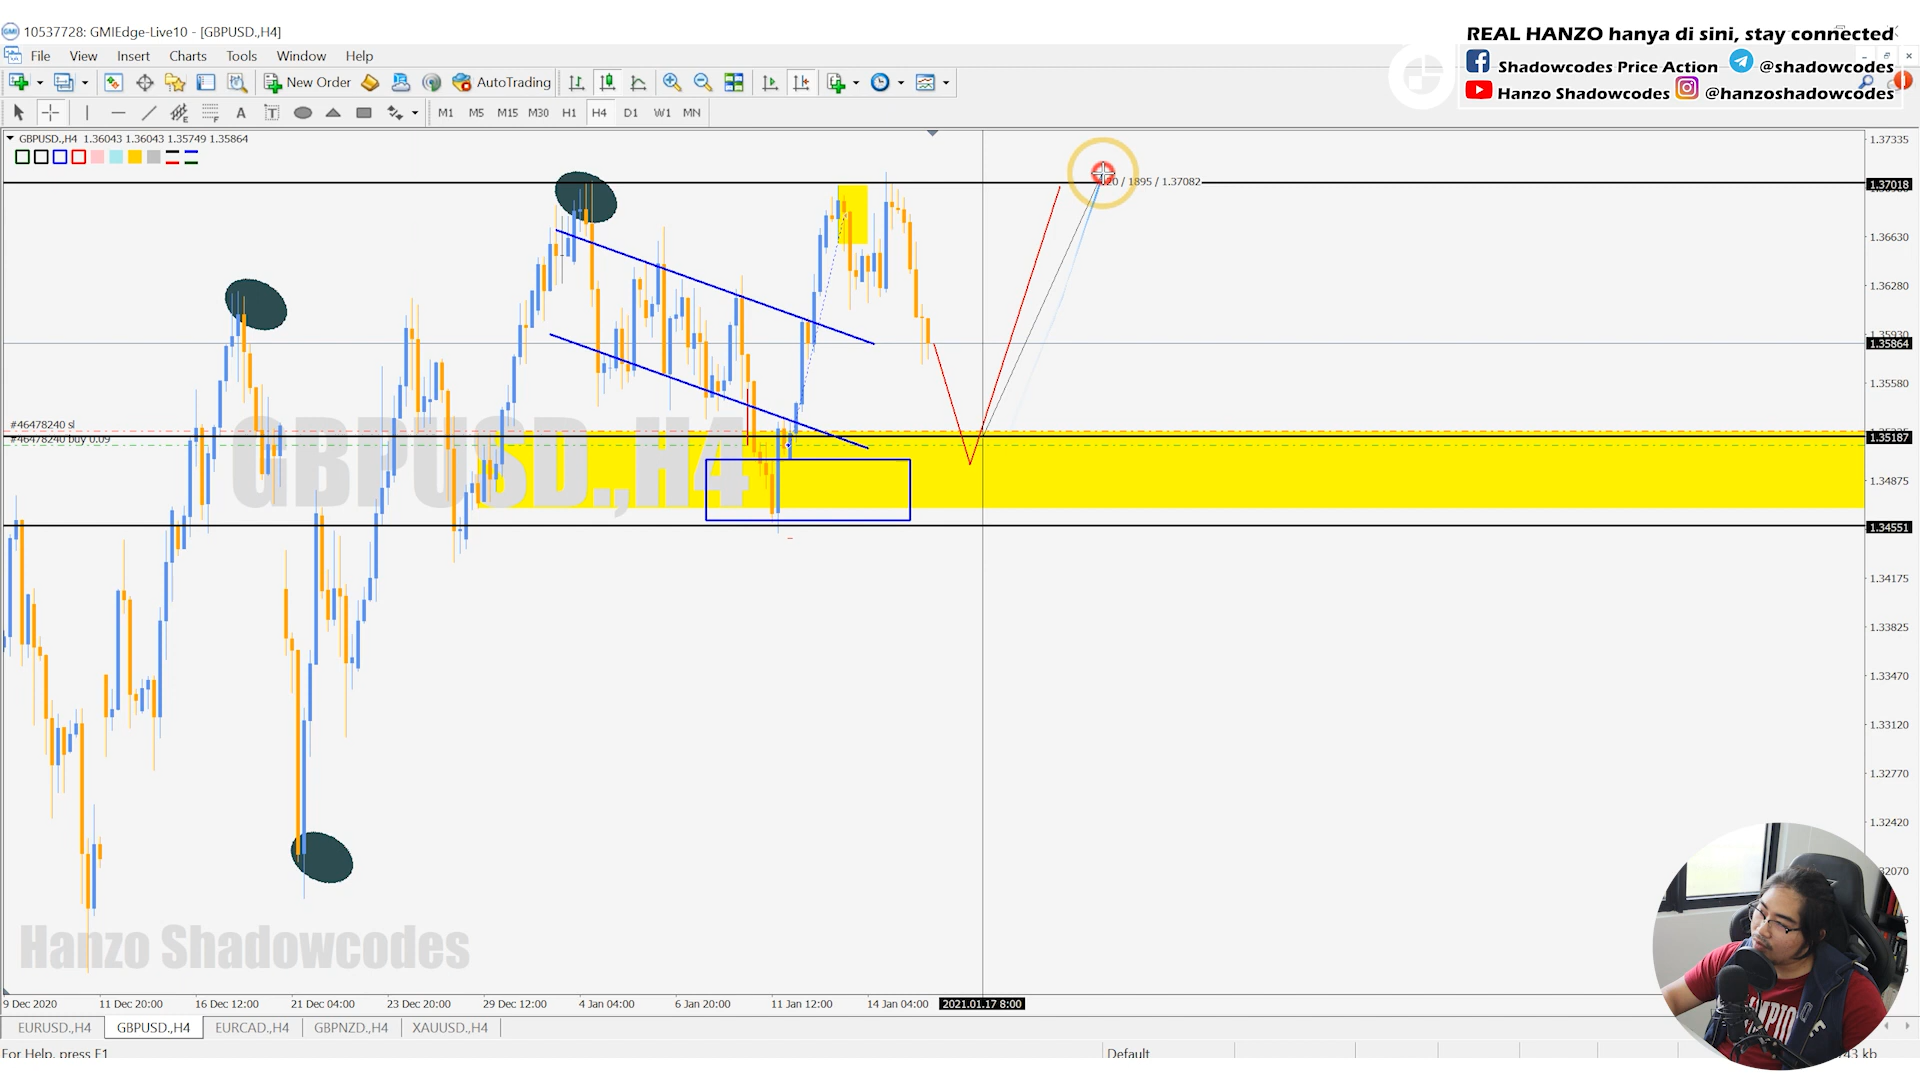 10537728: GMIEdge-Live10 - [GBPUSD.,H4]
REAL HANZO hanya di sini, stay connected
File View Insert Charts Tools Window Help
Shadowcodes Price Action @shadowcodes
New Order AutoTrading
Hanzo Shadowcodes @hanzoshadowcodes
M1 M5 M15 M30 H1 H4 D1 W1 MN
GBPUSD.,H4 1.36043 1.36043 1.35749 1.35864
1.37335
/ 1895 / 1.37082
1.37018
1.36630
1.36280
1.35930
1.35864
1.35580
#46478240 sl
#46478240 buy 0.09
1.35187
GBPUSD.,H4
1.34875
1.34551
1.34175
1.33825
1.33470
1.33120
1.32770
1.32420
Hanzo Shadowcodes
9 Dec 2020 11 Dec 20:00 16 Dec 12:00 21 Dec 04:00 23 Dec 20:00 29 Dec 12:00 4 Jan 04:00 6 Jan 20:00 11 Jan 12:00 14 Jan 04:00 2021.01.17 8:00
EURUSD.,H4 GBPUSD.,H4 EURCAD.,H4 GBPNZD.,H4 XAUUSD.,H4
For Help, press F1 Default kb